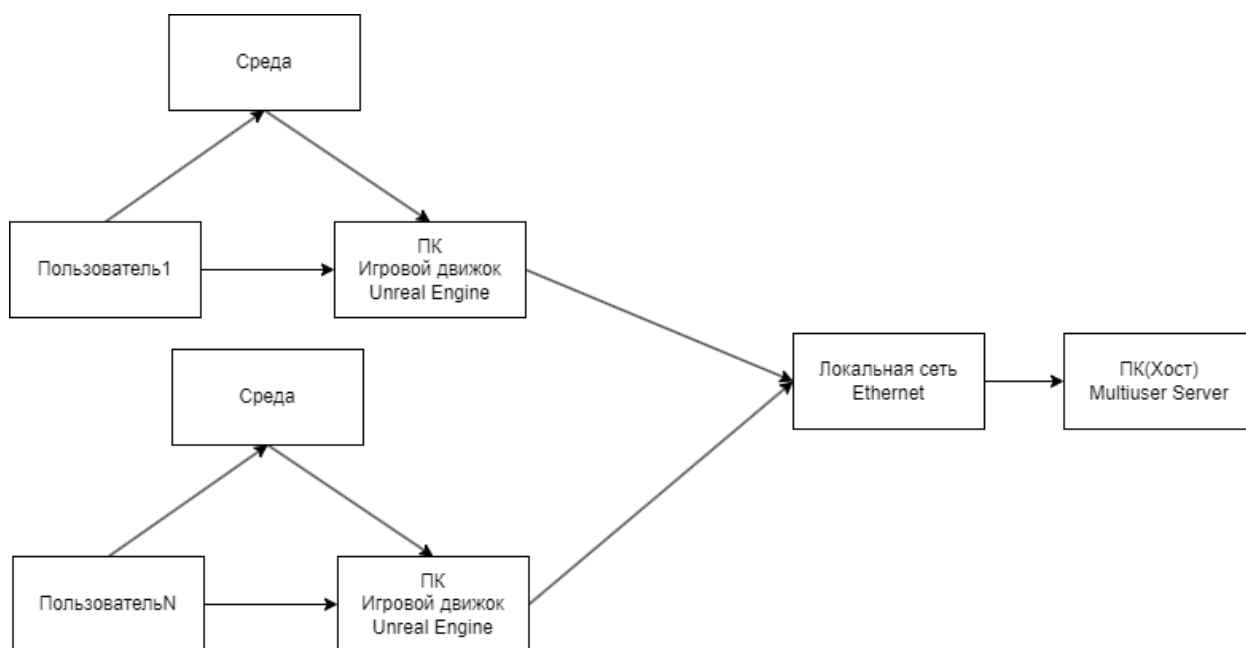 Среда
Пользователь1
ПК
Игровой движок
Unreal Engine
Локальная сеть
Ethernet
ПК(Хост)
Multiuser Server
Среда
ПользовательN
ПК
Игровой движок
Unreal Engine